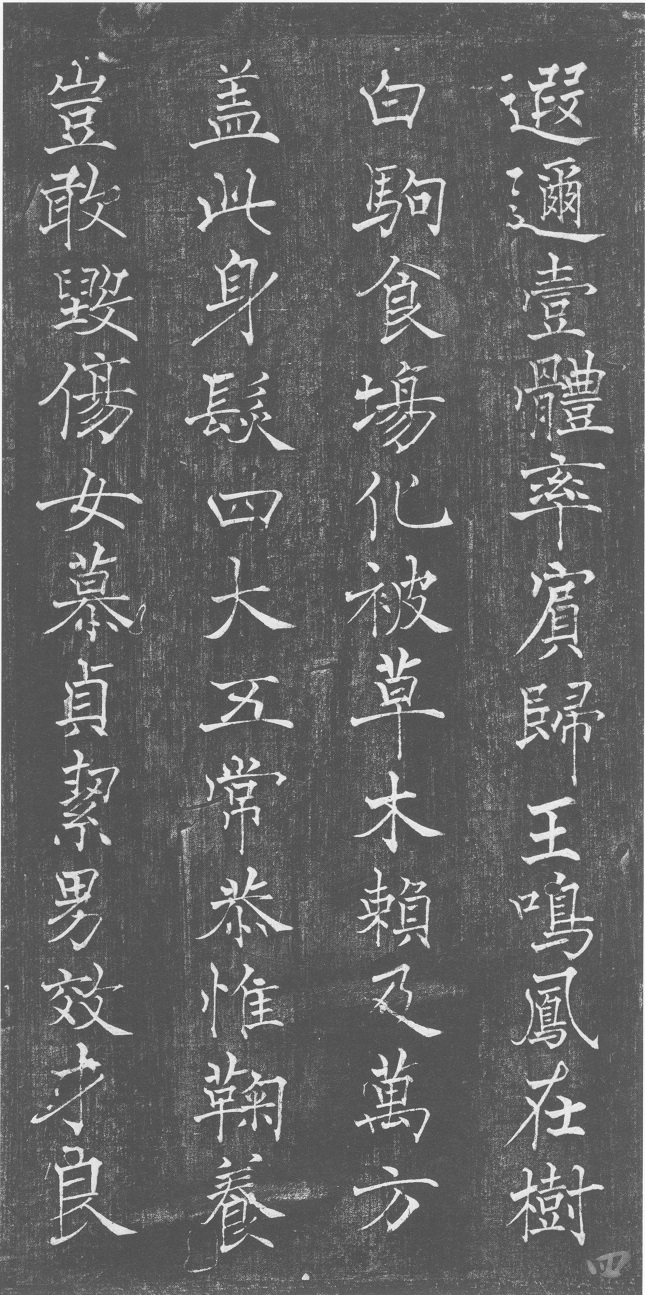 遐邇壹體率賓歸王鳴鳳在樹
白駒食場化被草木賴及萬方
盖此身髮四大五常恭惟鞠養
豈敢毀傷女慕貞絜男效才良
四